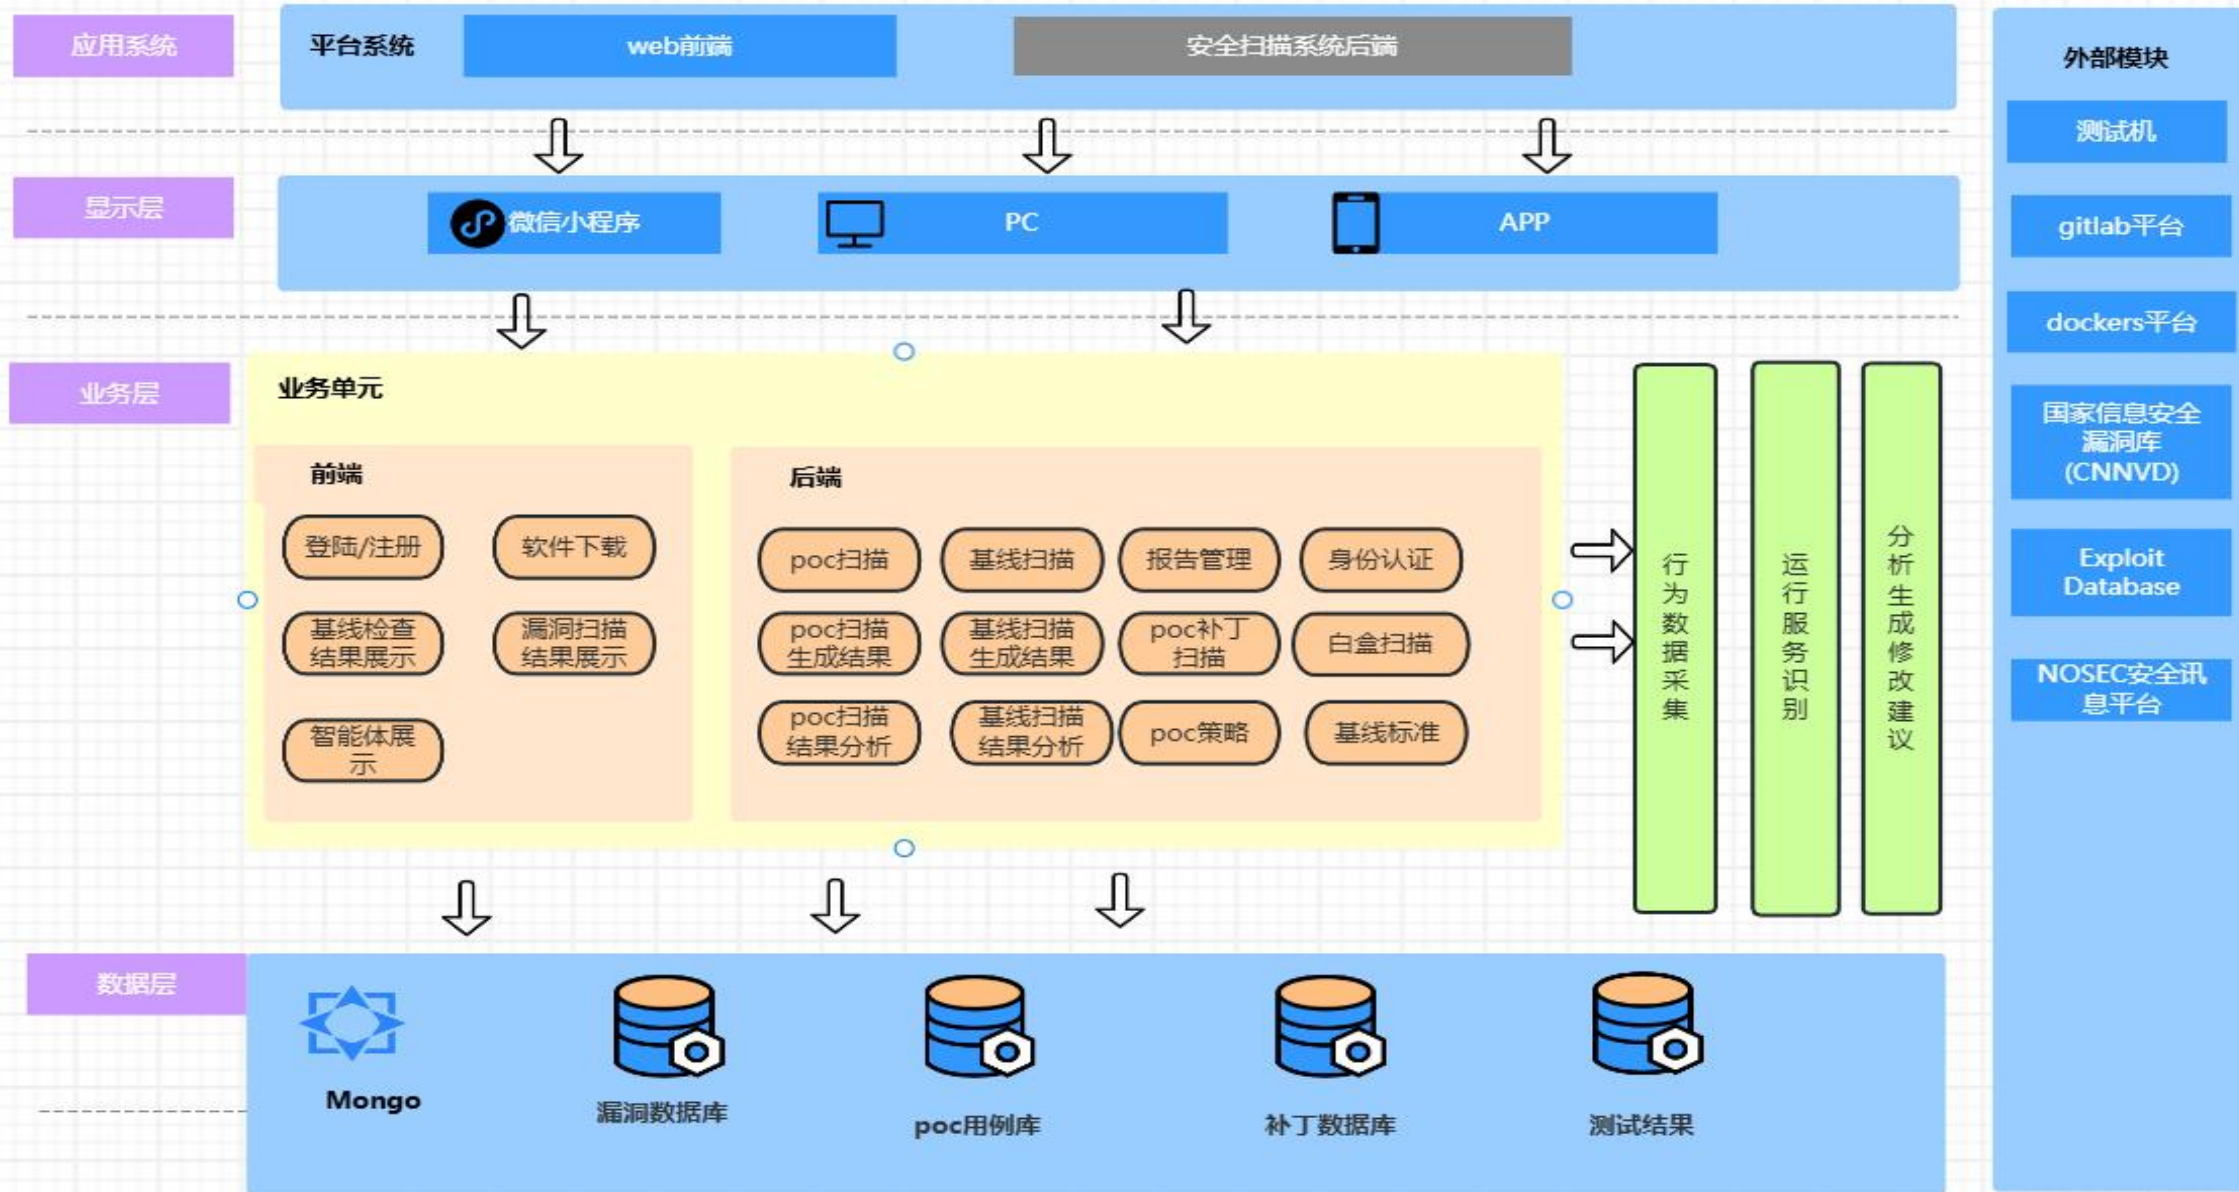 应用系统
平台系统
web前端
安全扫描系统后端
外部模块
测试机
gitlab平台
dockers平台
国家信息安全
漏洞库
(CNNVD)
Exploit
Database
NOSEC安全讯
息平台
显示层
微信小程序
PC
APP
业务层
业务单元
前端
登陆/注册
软件下载
基线检查
结果展示
漏洞扫描
结果展示
智能体展
示
后端
poc扫描
基线扫描
报告管理
身份认证
poc扫描
生成结果
基线扫描
生成结果
poc补丁
扫描
白盒扫描
poc扫描
结果分析
基线扫描
结果分析
poc策略
基线标准
行为数据采集
运行服务识别
分析生成修改建议
数据层
Mongo
漏洞数据库
poc用例库
补丁数据库
测试结果